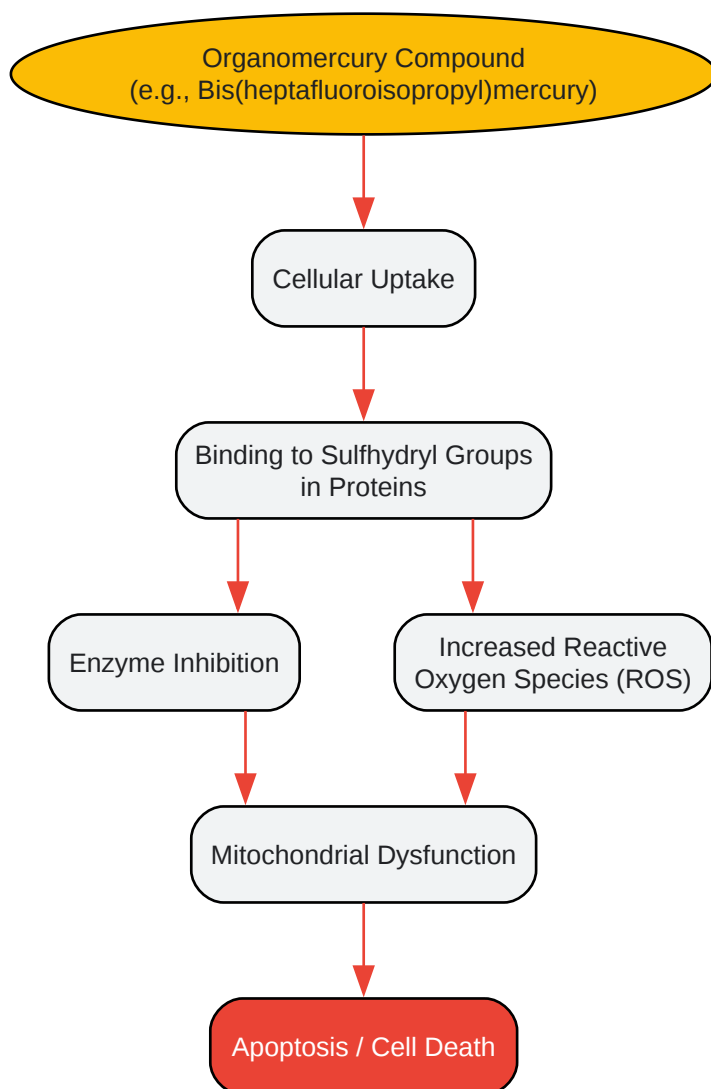 Organomercury Compound
(e.g., Bis(heptafluoroisopropyl)mercury)
Cellular Uptake
Binding to Sulfhydryl Groups
in Proteins
Enzyme Inhibition
Increased Reactive
Oxygen Species (ROS)
Mitochondrial Dysfunction
Apoptosis / Cell Death